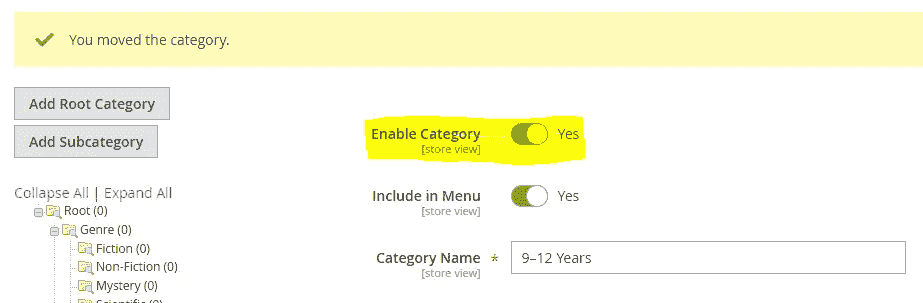 You moved the category.
Add Root Category
Add Subcategory
Collapse All | Expand All
Root (0)
Genre (0)
Fiction (0)
Non-Fiction (0)
Mystery (0)
Scientific (0)
Enable Category Yes
[store view]
Include in Menu Yes
[store view]
Category Name * 9–12 Years
[store view]